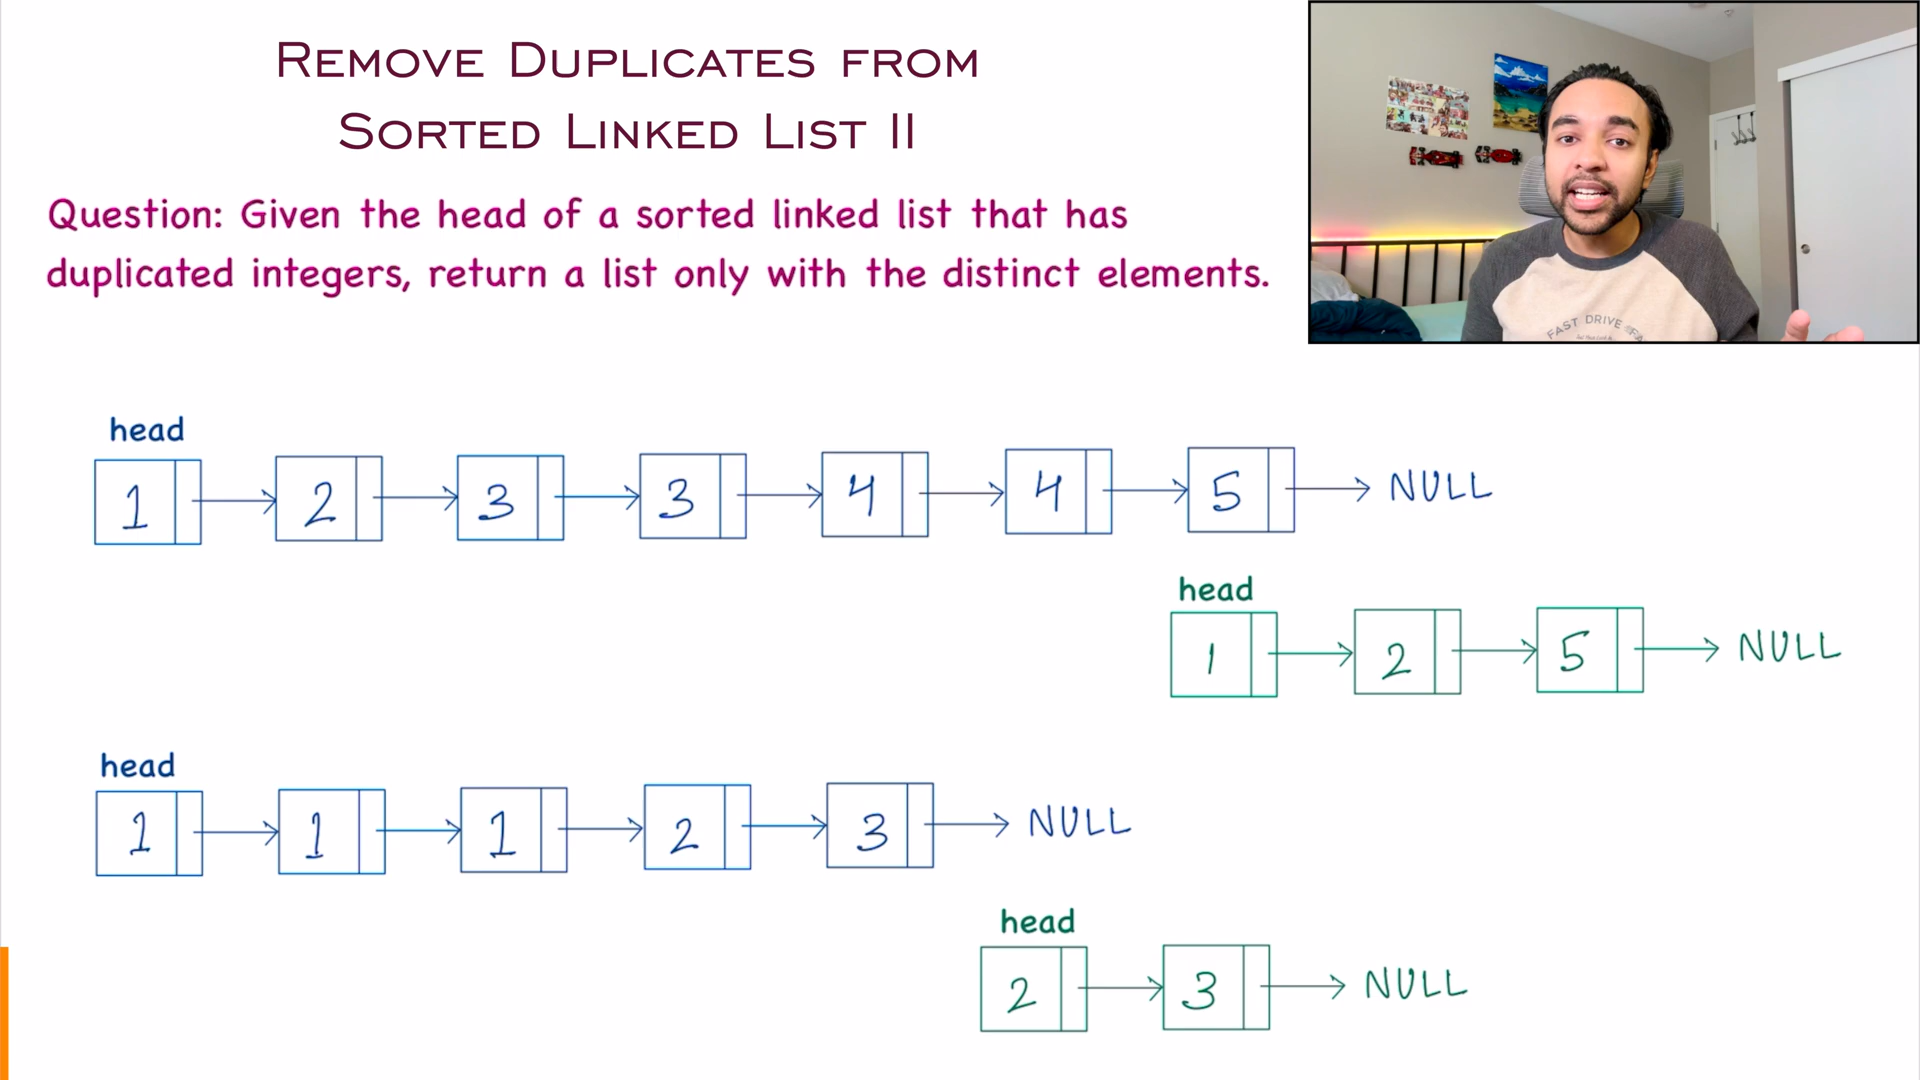 REMOVE DUPLICATES FROM
SORTED LINKED LIST II
Question: Given the head of a sorted linked list that has
duplicated integers, return a list only with the distinct elements.
FAST DRIVE
head
1 2 3 3 4 4 5 NULL
head
1 2 5 NULL
head
1 1 1 2 3 NULL
head
2 3 NULL